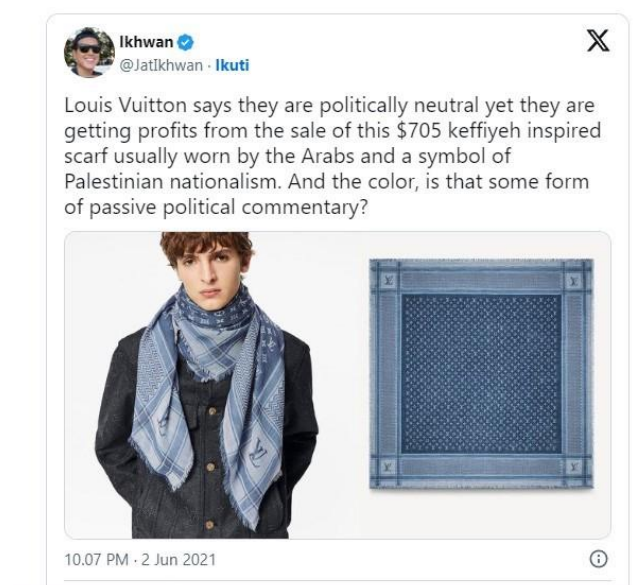 Ikhwan
@JatIkhwan · Ikuti
Louis Vuitton says they are politically neutral yet they are
getting profits from the sale of this $705 keffiyeh inspired
scarf usually worn by the Arabs and a symbol of
Palestinian nationalism. And the color, is that some form
of passive political commentary?
10.07 PM · 2 Jun 2021